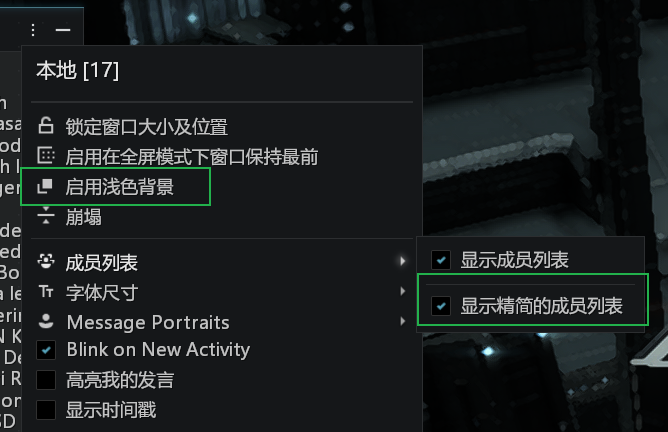 本地 [17]
锁定窗口大小及位置
启用在全屏模式下窗口保持最前
启用浅色背景
崩塌
成员列表
显示成员列表
字体尺寸
显示精简的成员列表
Message Portraits
Blink on New Activity
高亮我的发言
显示时间戳